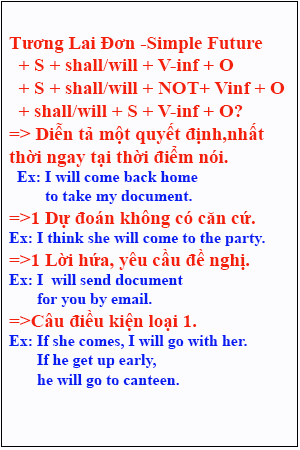 Tương Lai Đơn -Simple Future
+ S + shall/will + V-inf + O
+ S + shall/will + NOT+ Vinf + O
+ shall/will + S + V-inf + O?
=> Diễn tả một quyết định,nhất
thời ngay tại thời điểm nói.
Ex: I will come back home
to take my document.
=>1 Dự đoán không có căn cứ.
Ex: I think she will come to the party.
=>1 Lời hứa, yêu cầu đề nghị.
Ex: I will send document
for you by email.
=>Câu điều kiện loại 1.
Ex: If she comes, I will go with her.
If he get up early,
he will go to canteen.